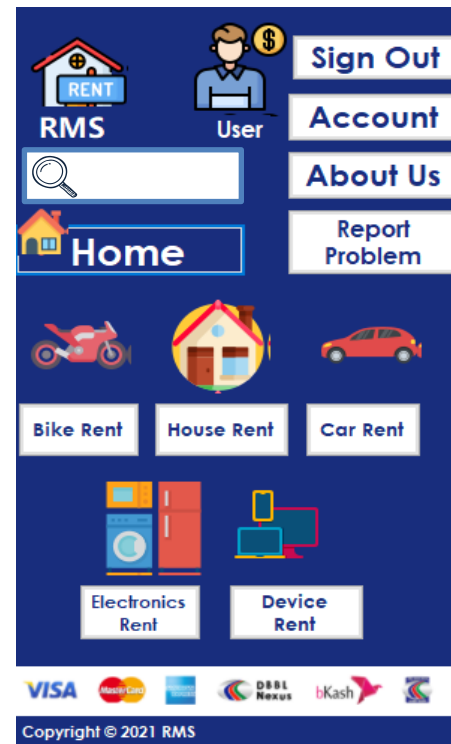 RENT
RMS
User
Sign Out
Account
About Us
Report
Problem
Home
Bike Rent
House Rent
Car Rent
Electronics
Rent
Device
Rent
VISA
MasterCard
DBBL
Nexus
bKash
Copyright © 2021 RMS